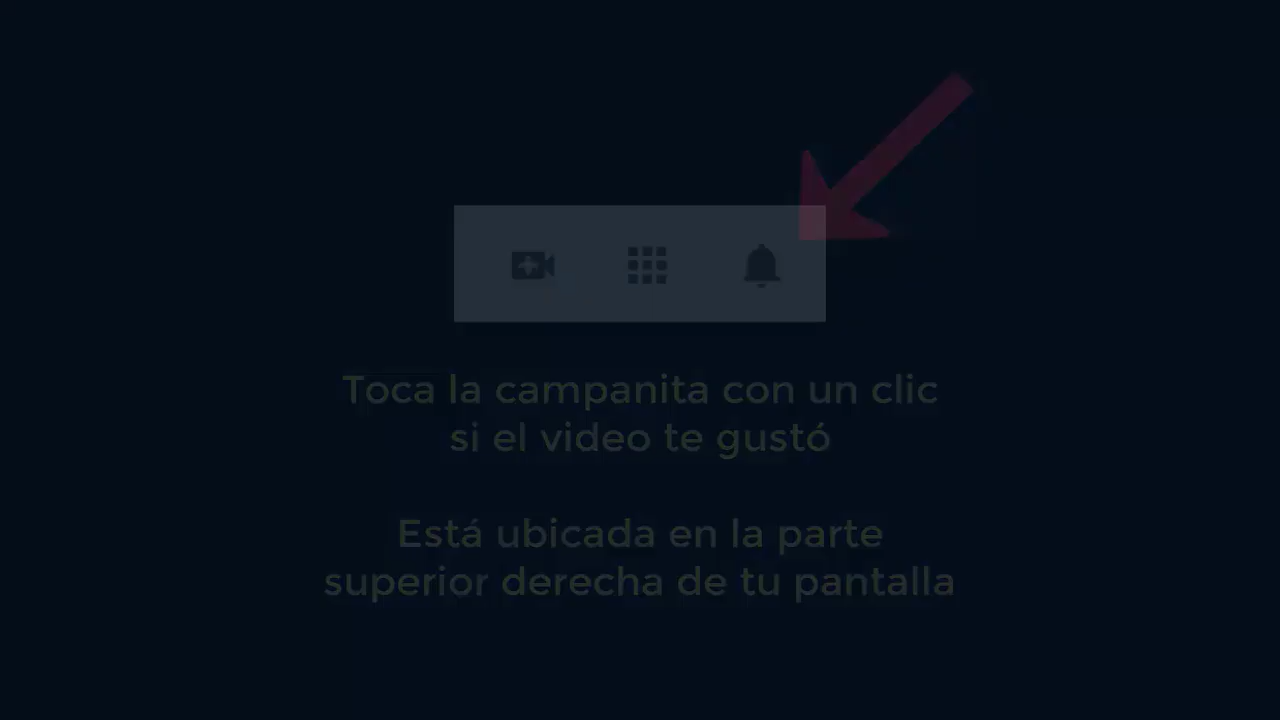 Toca la campanita con un clic
si el video te gustó
Está ubicada en la parte
superior derecha de tu pantalla